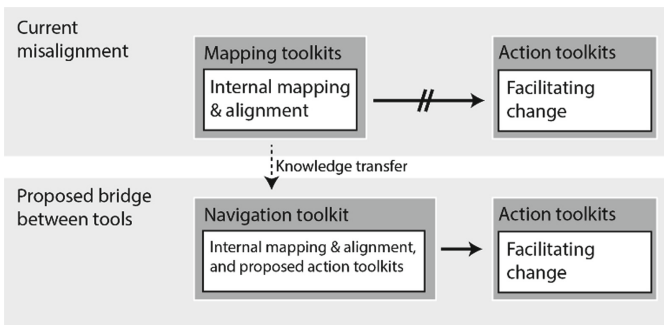 Current
misalignment
Mapping toolkits
Internal mapping
& alignment
Action toolkits
Facilitating
change
Knowledge transfer
Proposed bridge
between tools
Navigation toolkit
Internal mapping & alignment,
and proposed action toolkits
Action toolkits
Facilitating
change